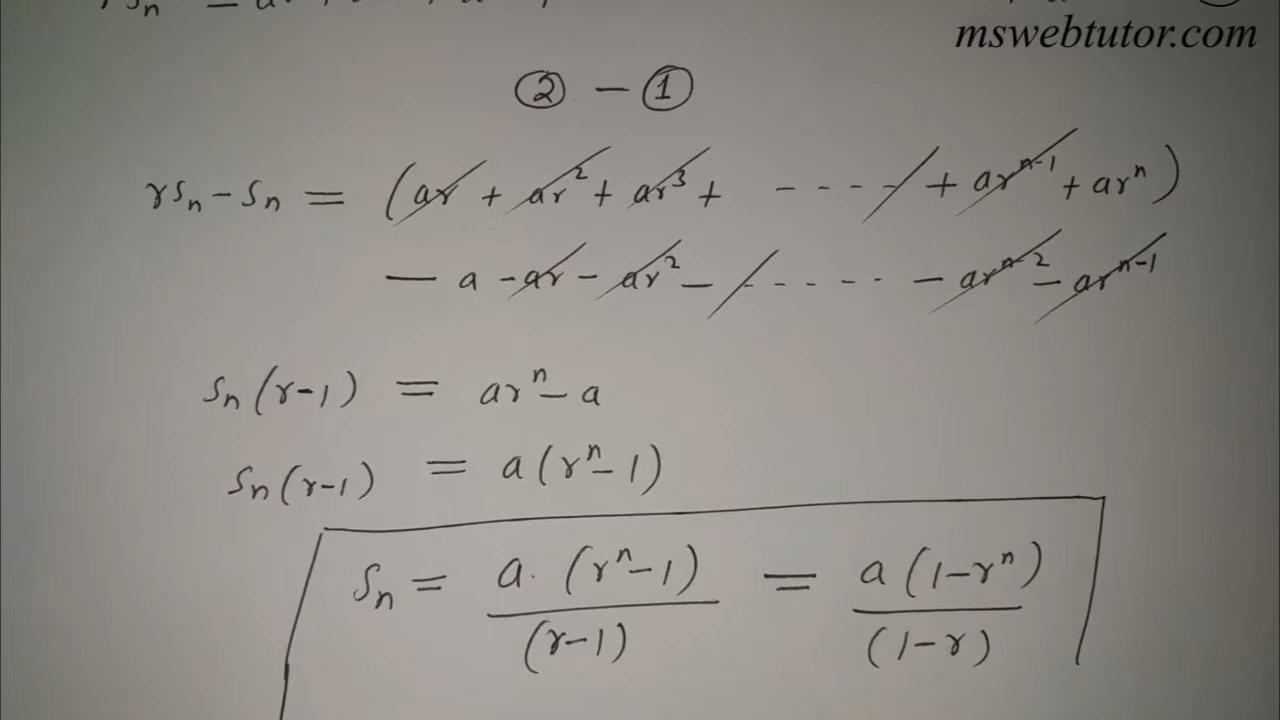 mswebtutor.com
② − ①
rSn − Sn = (ar + ar² + ar³ + - - - - + arⁿ⁻¹ + arⁿ)
− a − ar − ar² − - - - - - − arⁿ⁻² − arⁿ⁻¹
Sn(r−1) = arⁿ − a
Sn(r−1) = a(rⁿ−1)
Sn = a. (rⁿ−1) / (r−1) = a(1−rⁿ) / (1−r)